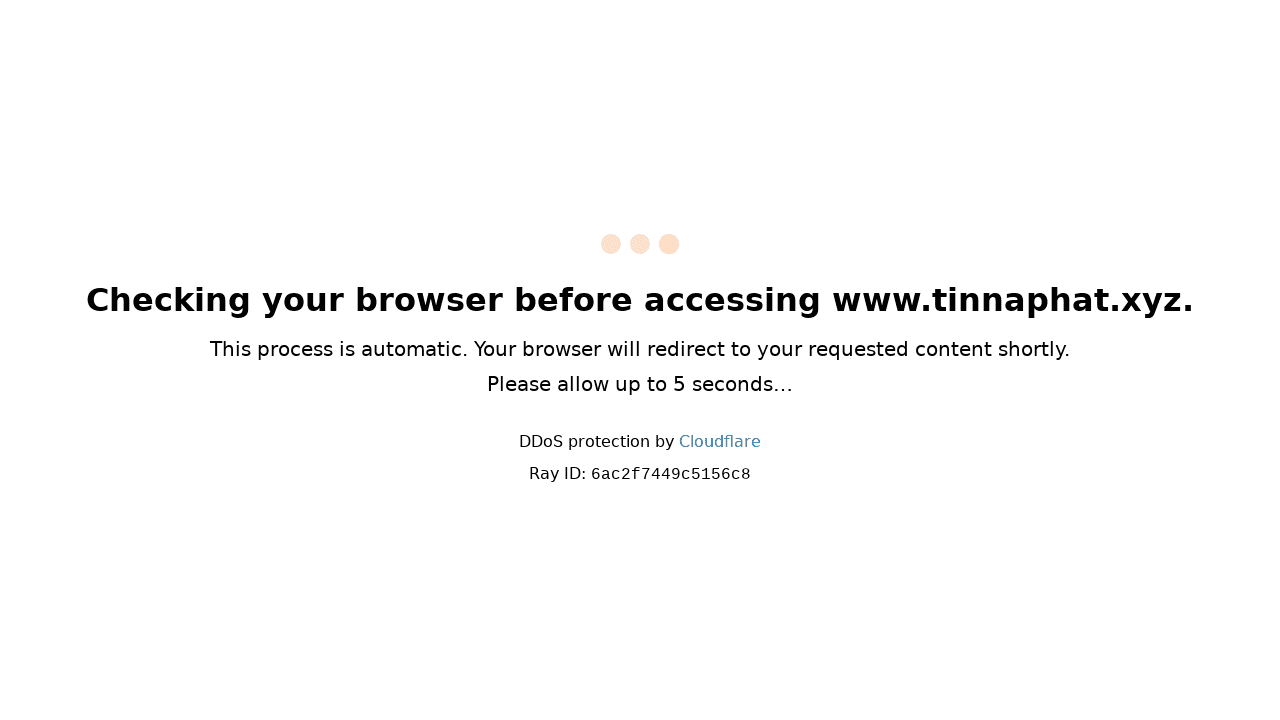 Checking your browser before accessing www.tinnaphat.xyz.
This process is automatic. Your browser will redirect to your requested content shortly.
Please allow up to 5 seconds…
DDoS protection by Cloudflare
Ray ID: 6ac2f7449c5156c8